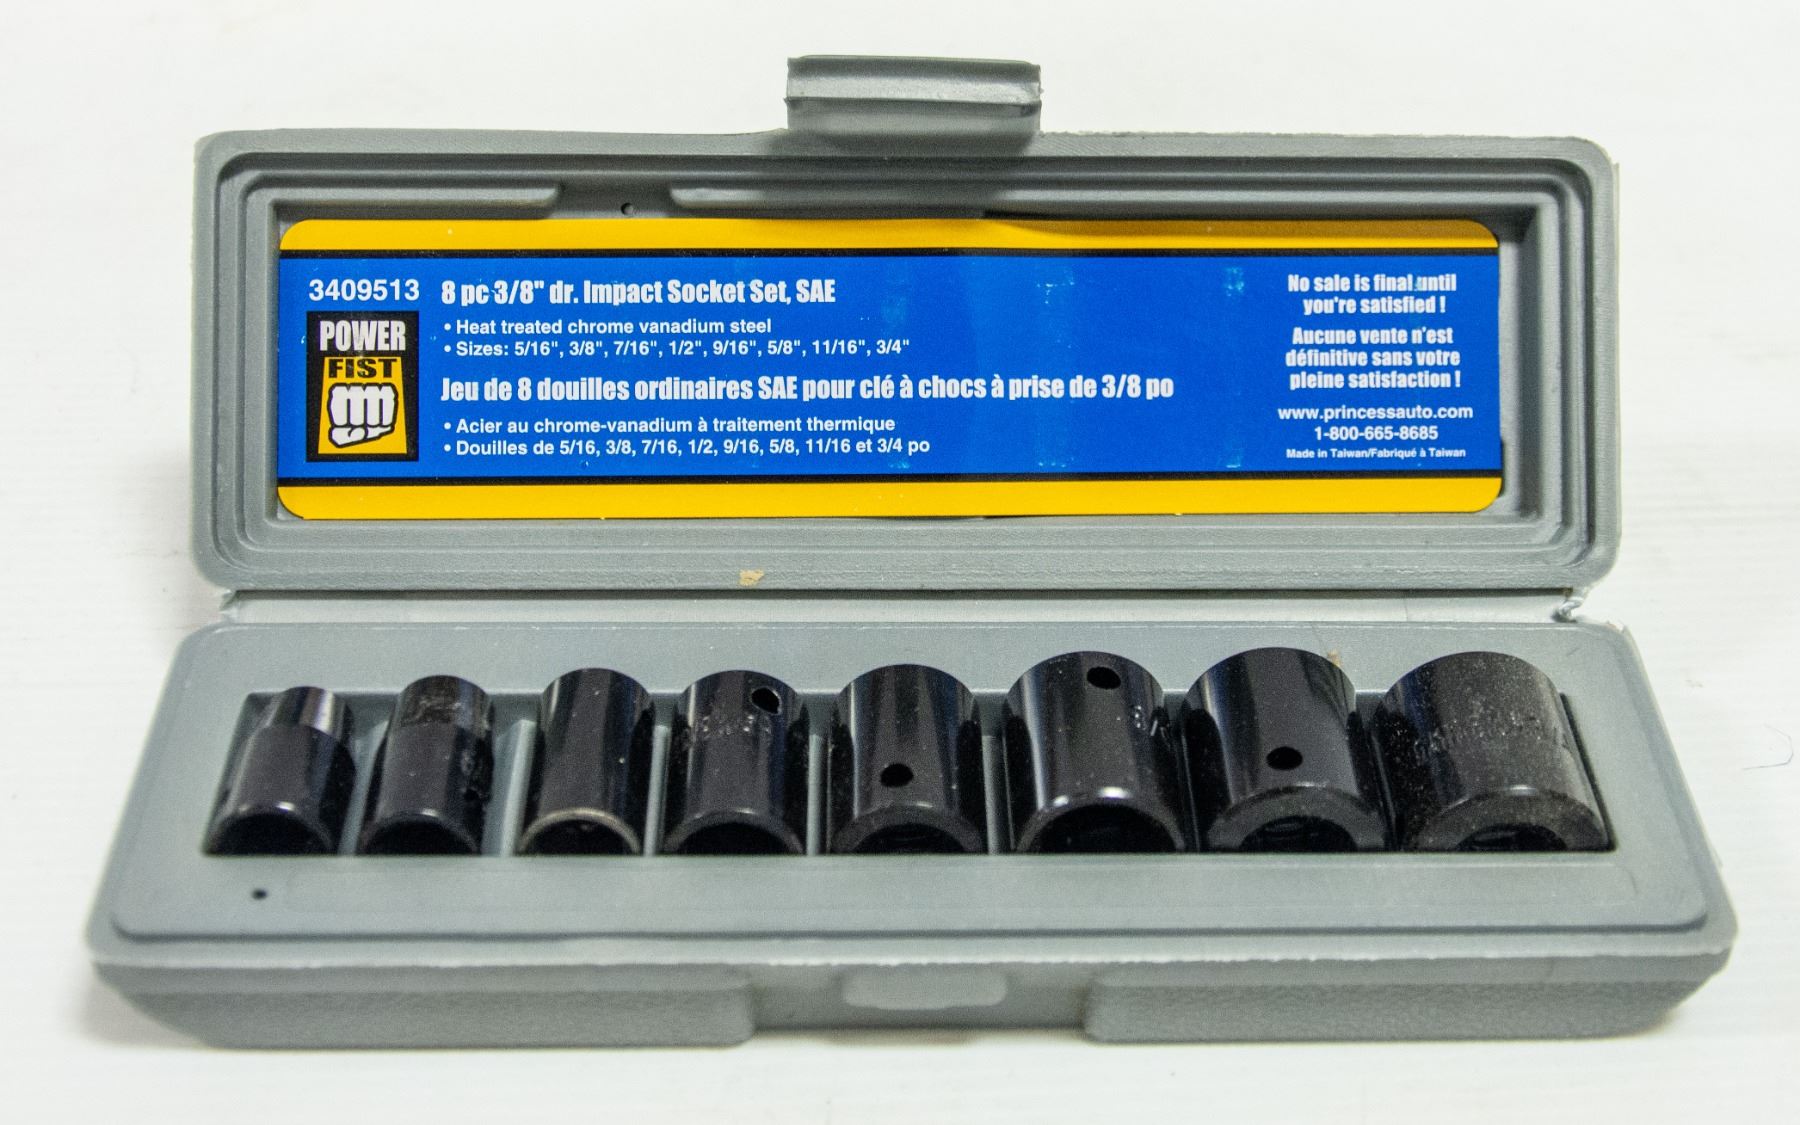 3409513
POWER
FIST
8 pc 3/8" dr. Impact Socket Set, SAE
• Heat treated chrome vanadium steel
• Sizes: 5/16", 3/8", 7/16", 1/2", 9/16", 5/8", 11/16", 3/4"
Jeu de 8 douilles ordinaires SAE pour clé à chocs à prise de 3/8 po
• Acier au chrome-vanadium à traitement thermique
• Douilles de 5/16, 3/8, 7/16, 1/2, 9/16, 5/8, 11/16 et 3/4 po
No sale is final until
you're satisfied !
Aucune vente n'est
définitive sans votre
pleine satisfaction !
www.princessauto.com
1-800-665-8685
Made in Taiwan/Fabriqué à Taiwan